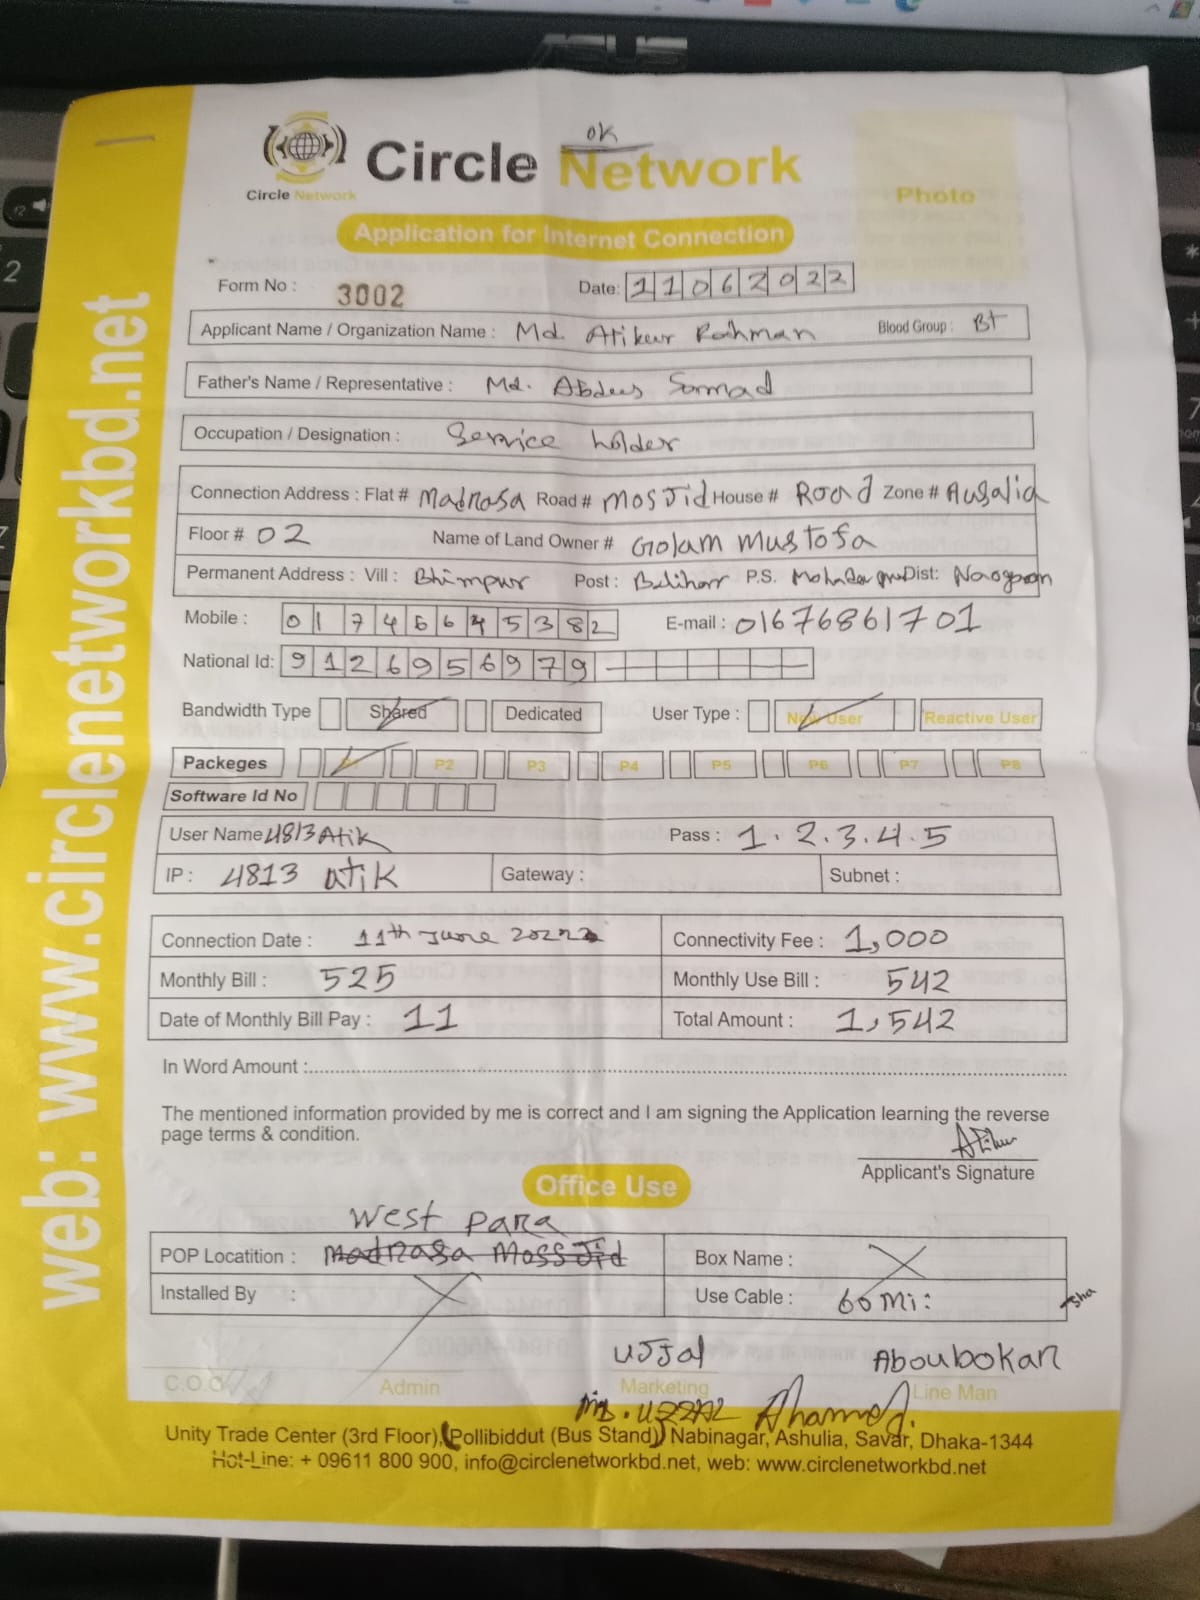 ASUS
ok
Circle Network
Circle Network
Photo
Application for Internet Connection
Form No : 3002 Date: 11062022
Applicant Name / Organization Name : Md. Atikur Rahman Blood Group : B+
Father's Name / Representative : Md. Abdus Sammad
Occupation / Designation : Service holder
Connection Address : Flat # Madrasa Road # Mosjid House # Road Zone # Ausalia
Floor # 02 Name of Land Owner # Golam Mustofa
Permanent Address : Vill : Bhimpur Post : Balihar P.S. Dist: Naogaon
Mobile : 01745645382 E-mail : 01676861701
National Id: 9126956979
Bandwidth Type Shared Dedicated User Type : New User Reactive User
Packeges P1 P2 P3 P4 P5 P6 P7 P8
Software Id No
User Name 4813 Atik Pass : 1.2.3.4.5
IP : 4813 atik Gateway : Subnet :
Connection Date : 11th June 2022 Connectivity Fee : 1,000
Monthly Bill : 525 Monthly Use Bill : 542
Date of Monthly Bill Pay : 11 Total Amount : 1,542
In Word Amount :
The mentioned information provided by me is correct and I am signing the Application learning the reverse
page terms & condition.
Applicant's Signature
Office Use
West Para
POP Locatition : Madrasa Mossjid Box Name :
Installed By : Use Cable : 60 Mi:
Ujjal Aboubokar
C.O.O Admin Marketing Line Man
Md. Uzzal Ahamed.
Unity Trade Center (3rd Floor), (Pollibiddut (Bus Stand)) Nabinagar, Ashulia, Savar, Dhaka-1344
Hot-Line: + 09611 800 900, info@circlenetworkbd.net, web: www.circlenetworkbd.net
web: www.circlenetworkbd.net